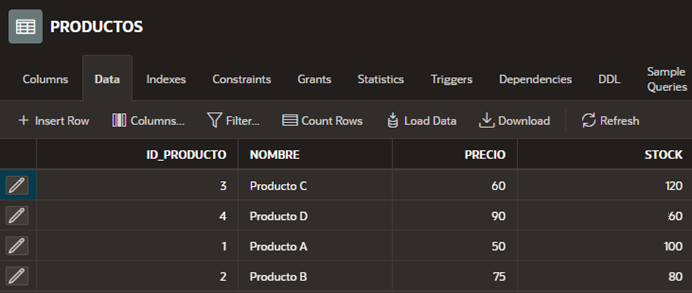 PRODUCTOS
Columns Data Indexes Constraints Grants Statistics Triggers Dependencies DDL Sample Queries
+ Insert Row Columns... Filter... Count Rows Load Data Download Refresh
ID_PRODUCTO NOMBRE PRECIO STOCK
3 Producto C 60 120
4 Producto D 90 60
1 Producto A 50 100
2 Producto B 75 80